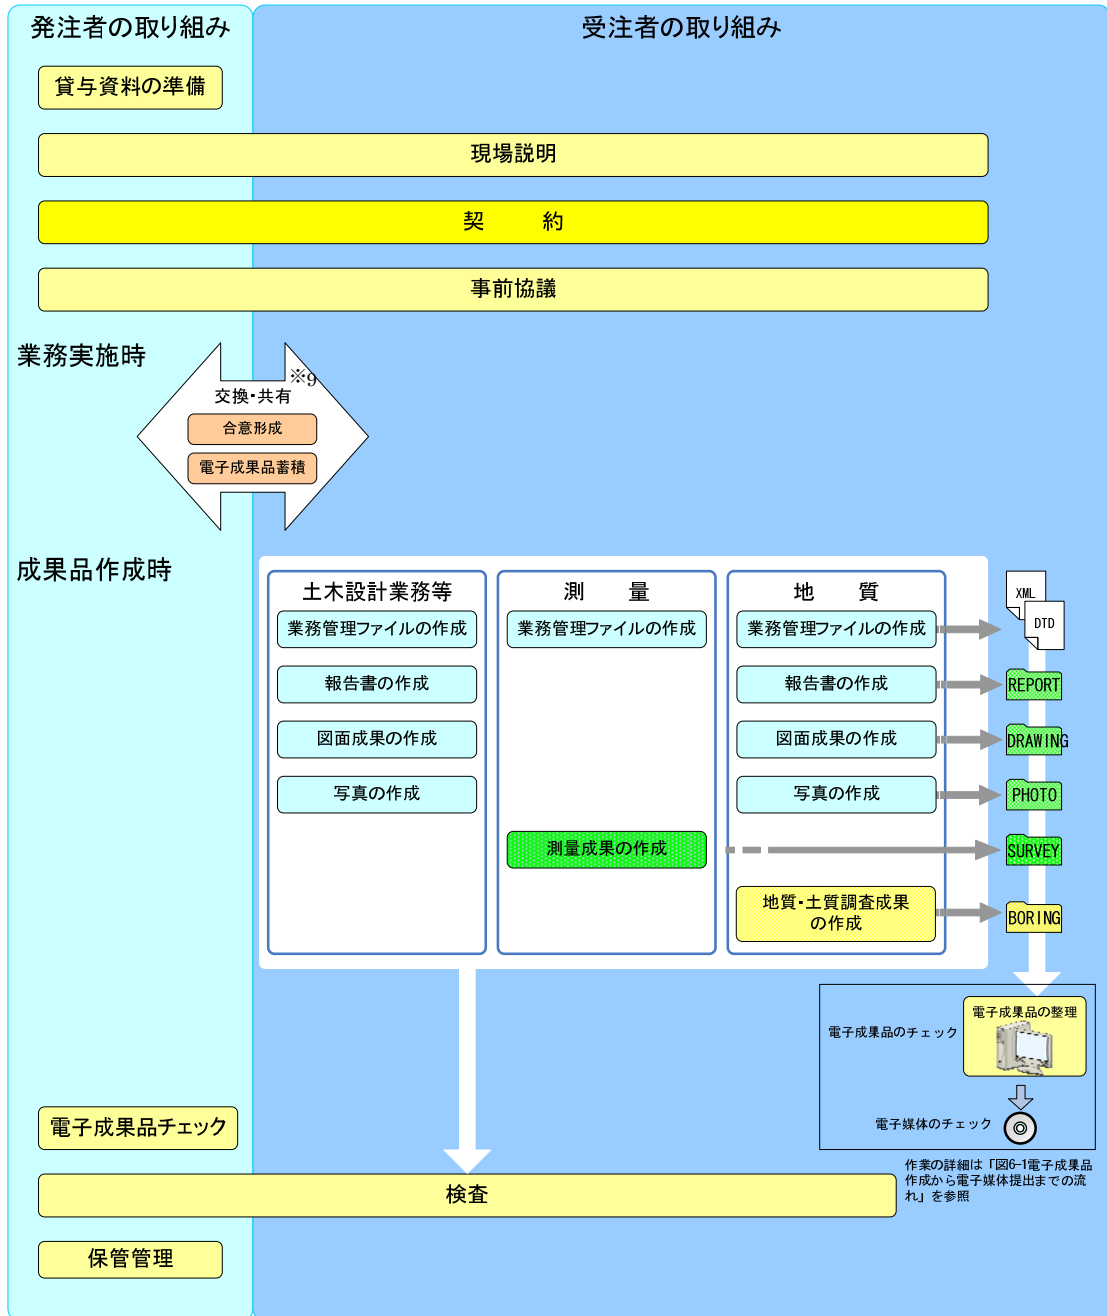 発注者の取り組み
受注者の取り組み
貸与資料の準備
現場説明
契　　約
事前協議
業務実施時
※9
交換・共有
合意形成
電子成果品蓄積
成果品作成時
土木設計業務等
業務管理ファイルの作成
報告書の作成
図面成果の作成
写真の作成
測　　量
業務管理ファイルの作成
測量成果の作成
地　　質
業務管理ファイルの作成
報告書の作成
図面成果の作成
写真の作成
地質・土質調査成果
の作成
XML
DTD
REPORT
DRAWING
PHOTO
SURVEY
BORING
電子成果品の整理
電子成果品のチェック
電子媒体のチェック
作業の詳細は「図6-1電子成果品
作成から電子媒体提出までの流
れ」を参照
電子成果品チェック
検査
保管管理